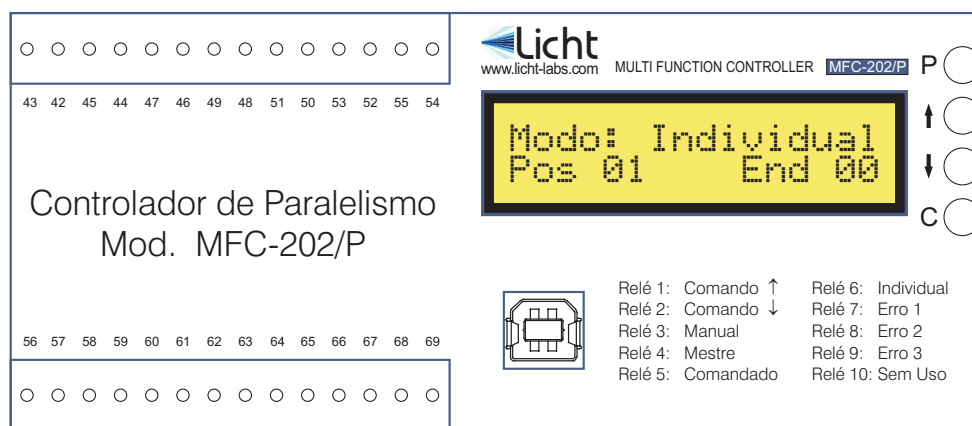 43 42 45 44 47 46 49 48 51 50 53 52 55 54
Controlador de Paralelismo
Mod. MFC-202/P
56 57 58 59 60 61 62 63 64 65 66 67 68 69
Licht
www.licht-labs.com MULTI FUNCTION CONTROLLER MFC-202/P
P
↑
↓
C
Modo: Individual
Pos 01 End 00
Relé 1: Comando ↑
Relé 2: Comando ↓
Relé 3: Manual
Relé 4: Mestre
Relé 5: Comandado
Relé 6: Individual
Relé 7: Erro 1
Relé 8: Erro 2
Relé 9: Erro 3
Relé 10: Sem Uso